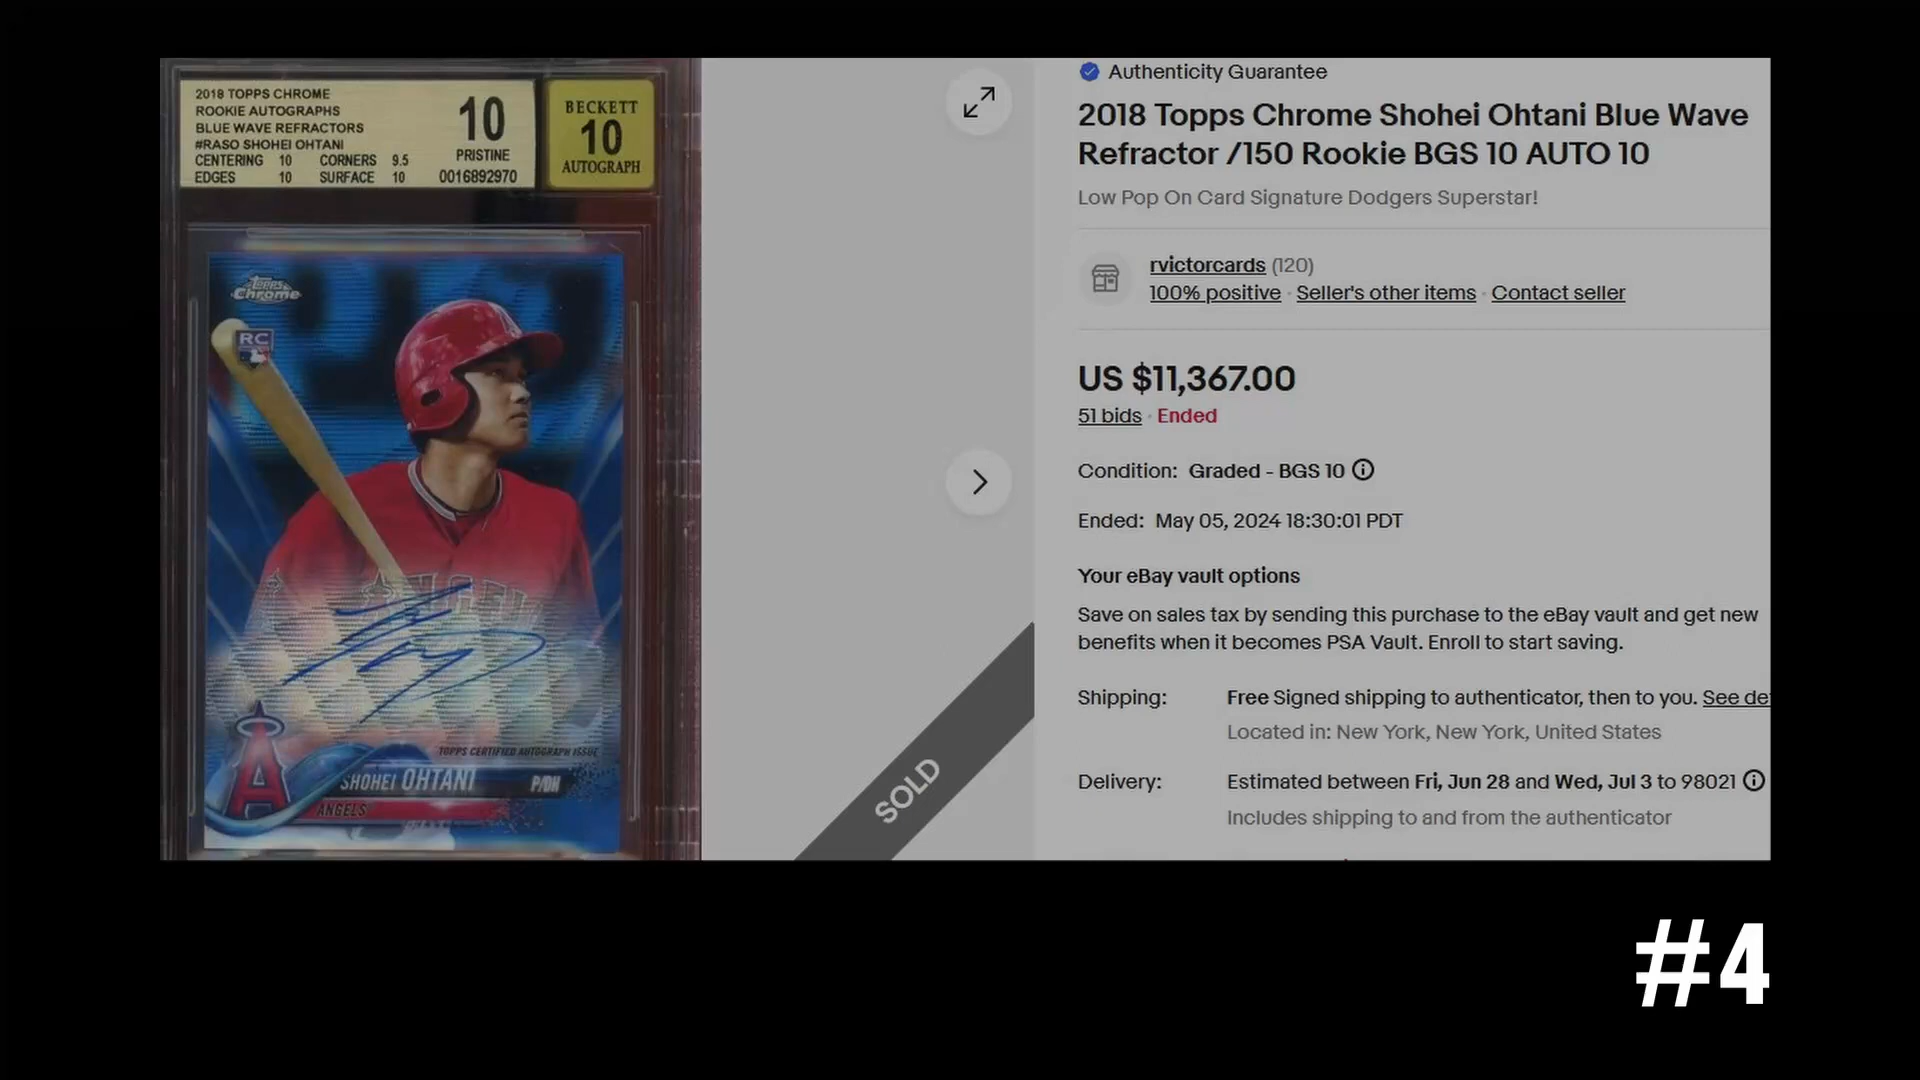 2018 TOPPS CHROME
ROOKIE AUTOGRAPHS
BLUE WAVE REFRACTORS
#RASO SHOHEI OHTANI
CENTERING 10 CORNERS 9.5
EDGES 10 SURFACE 10
10
PRISTINE
0016892970
BECKETT
10
AUTOGRAPH
Topps
Chrome
RC
TOPPS CERTIFIED AUTOGRAPH ISSUE
SHOHEI OHTANI P/DH
ANGELS
SOLD
Authenticity Guarantee
2018 Topps Chrome Shohei Ohtani Blue Wave
Refractor /150 Rookie BGS 10 AUTO 10
Low Pop On Card Signature Dodgers Superstar!
rvictorcards (120)
100% positive · Seller's other items · Contact seller
US $11,367.00
51 bids · Ended
Condition: Graded - BGS 10
Ended: May 05, 2024 18:30:01 PDT
Your eBay vault options
Save on sales tax by sending this purchase to the eBay vault and get new
benefits when it becomes PSA Vault. Enroll to start saving.
Shipping: Free Signed shipping to authenticator, then to you. See de
Located in: New York, New York, United States
Delivery: Estimated between Fri, Jun 28 and Wed, Jul 3 to 98021
Includes shipping to and from the authenticator
#4